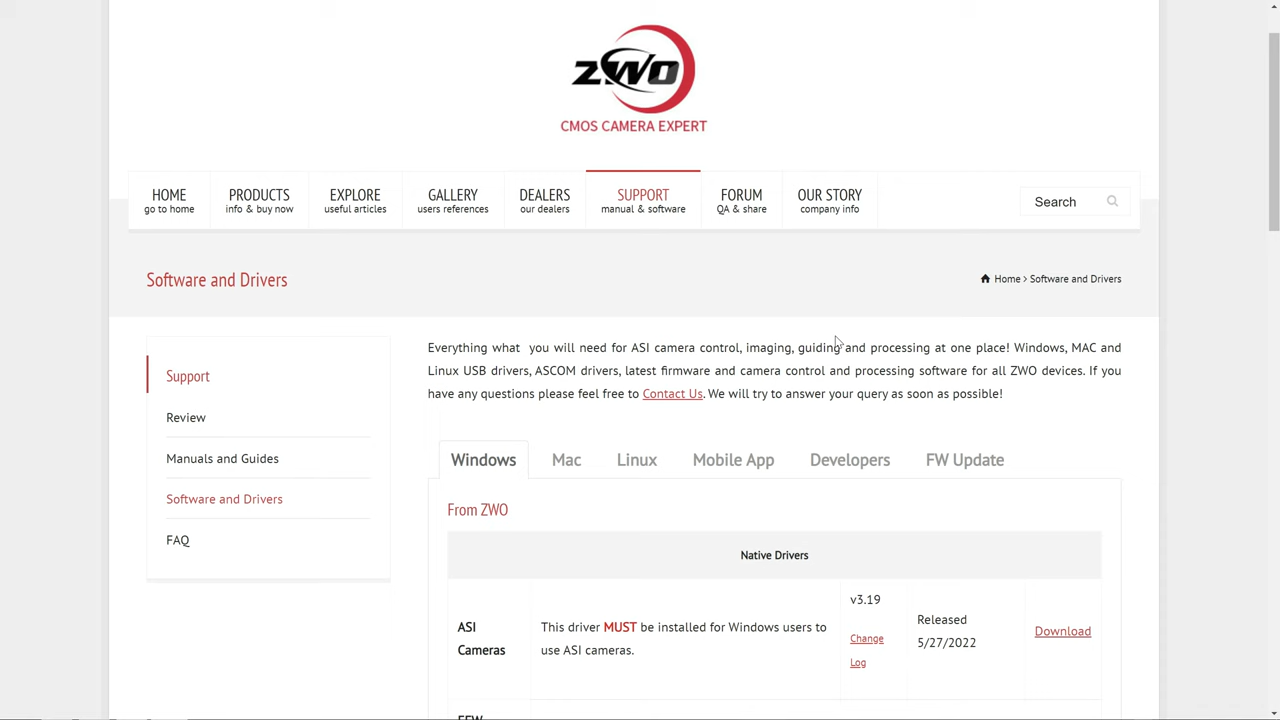 ZWO
CMOS CAMERA EXPERT
HOME
go to home
PRODUCTS
info & buy now
EXPLORE
useful articles
GALLERY
users references
DEALERS
our dealers
SUPPORT
manual & software
FORUM
QA & share
OUR STORY
company info
Search
Software and Drivers
Home > Software and Drivers
Support
Review
Manuals and Guides
Software and Drivers
FAQ
Everything what you will need for ASI camera control, imaging, guiding and processing at one place! Windows, MAC and
Linux USB drivers, ASCOM drivers, latest firmware and camera control and processing software for all ZWO devices. If you
have any questions please feel free to Contact Us. We will try to answer your query as soon as possible!
Windows
Mac
Linux
Mobile App
Developers
FW Update
From ZWO
Native Drivers
ASI
Cameras
This driver MUST be installed for Windows users to
use ASI cameras.
v3.19
Change
Log
Released
5/27/2022
Download